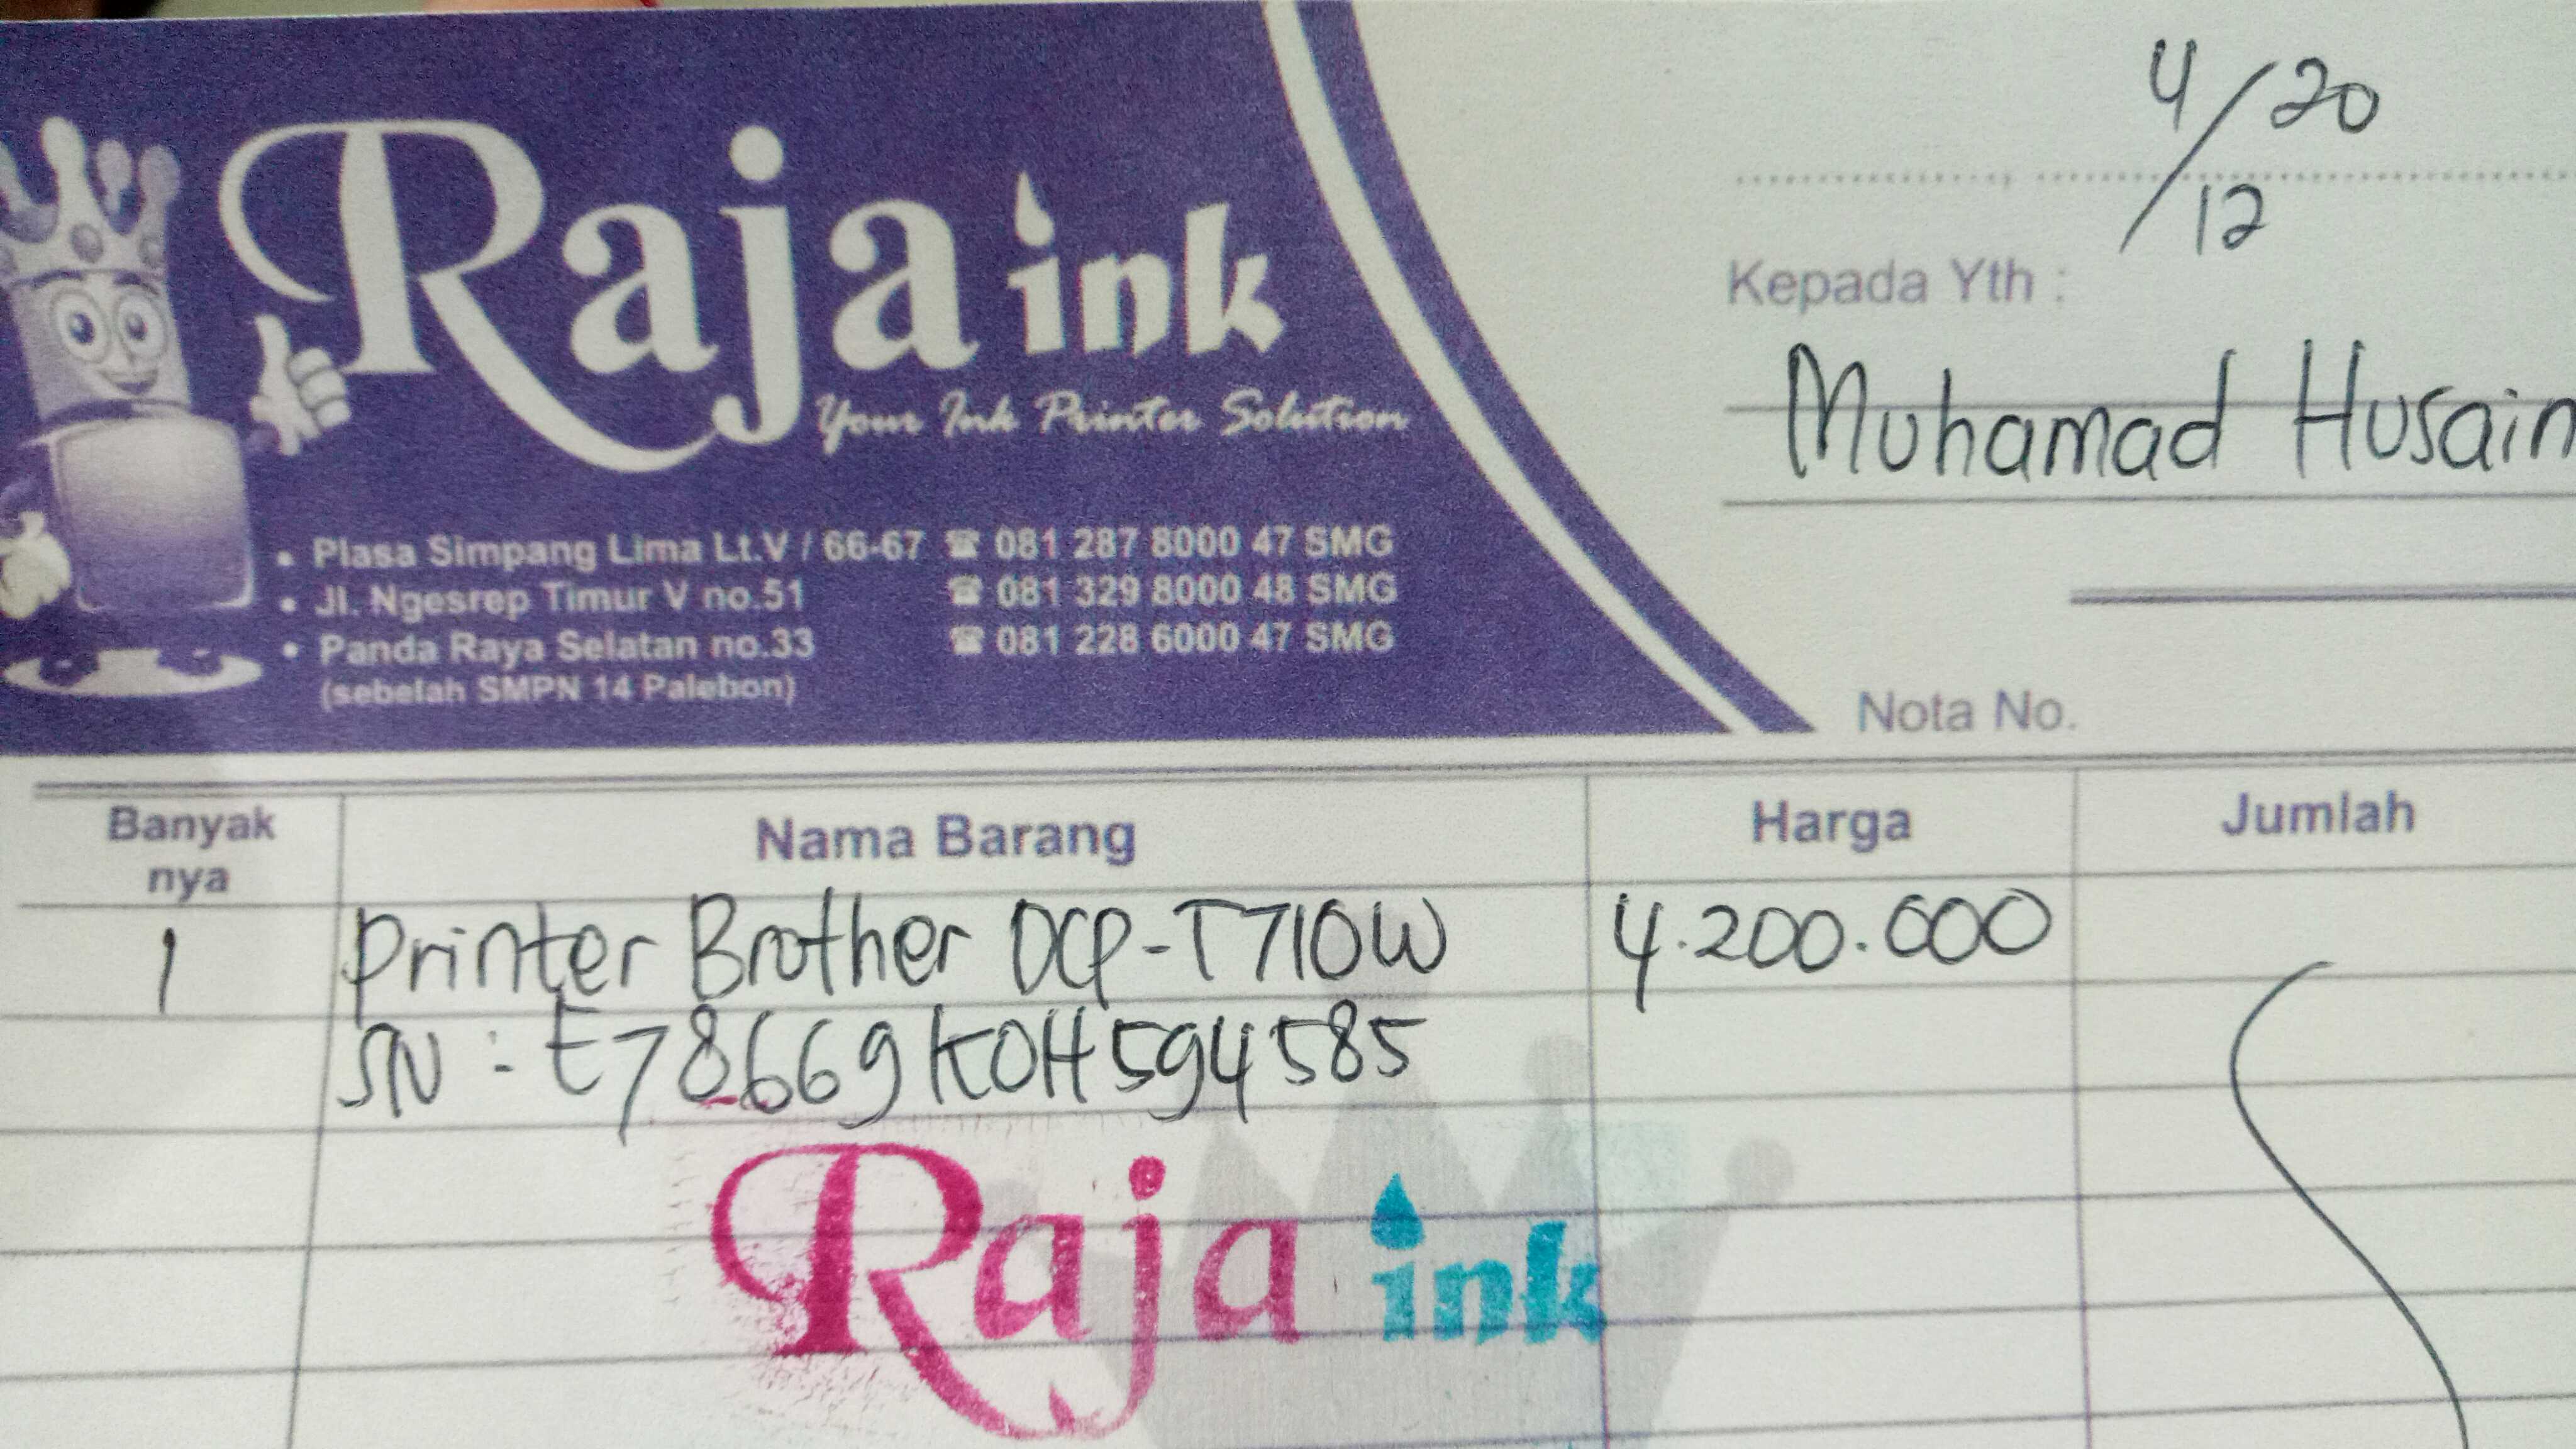 Raja ink
Your Ink Printer Solution
• Plasa Simpang Lima Lt.V / 66-67 ☎ 081 287 8000 47 SMG
• Jl. Ngesrep Timur V no.51 ☎ 081 329 8000 48 SMG
• Panda Raya Selatan no.33 ☎ 081 228 6000 47 SMG
(sebelah SMPN 14 Palebon)
4/20
12
Kepada Yth :
Muhamad Husain
Nota No.
Banyak nya Nama Barang Harga Jumlah
1 Printer Brother DCP-T710W 4.200.000
SN : E78669K0H594585
Raja ink